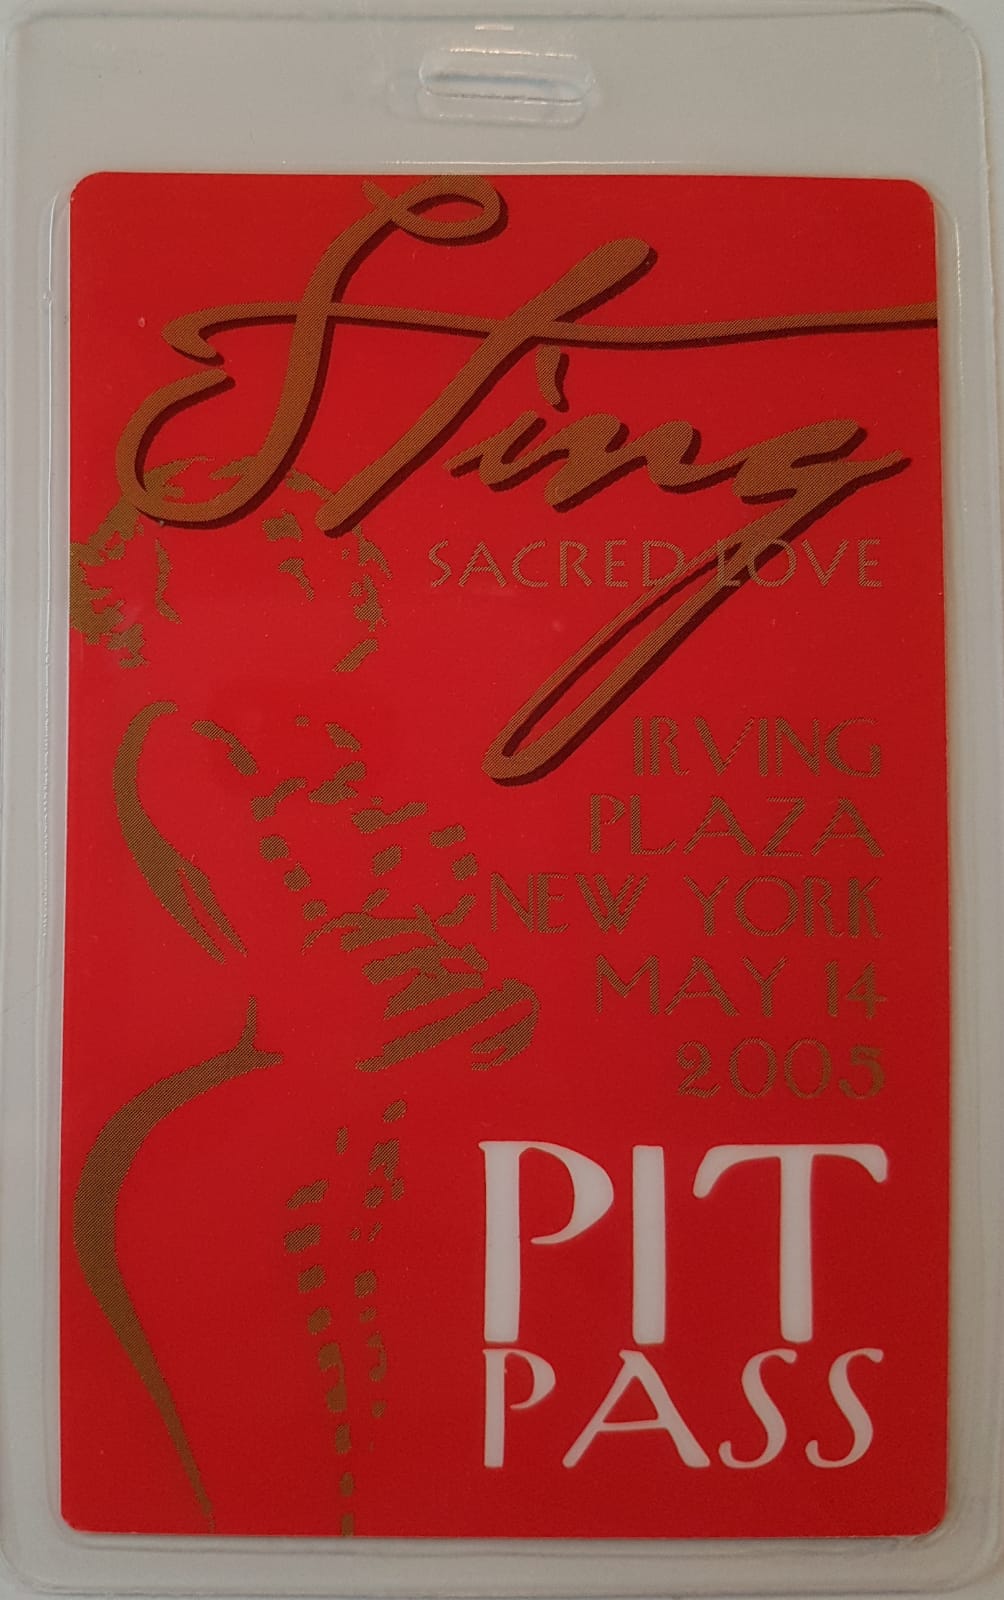 Sting
SACRED LOVE
IRVING
PLAZA
NEW YORK
MAY 14
2005
PIT
PASS